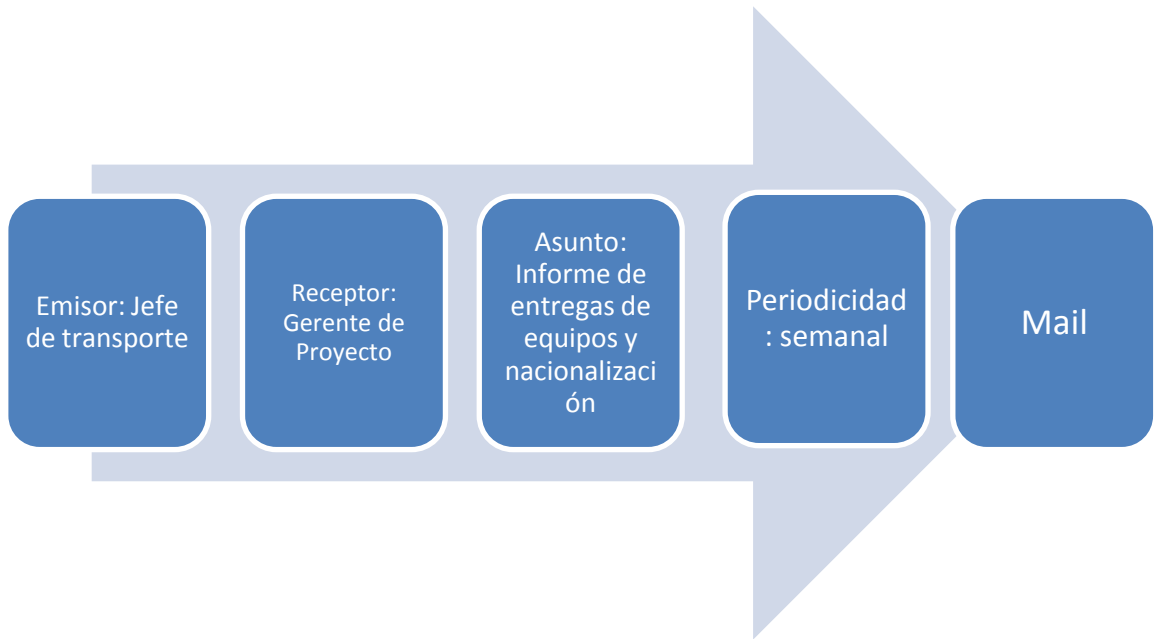 Emisor: Jefe
de transporte
Receptor:
Gerente de
Proyecto
Asunto:
Informe de
entregas de
equipos y
nacionalizaci
ón
Periodicidad
: semanal
Mail